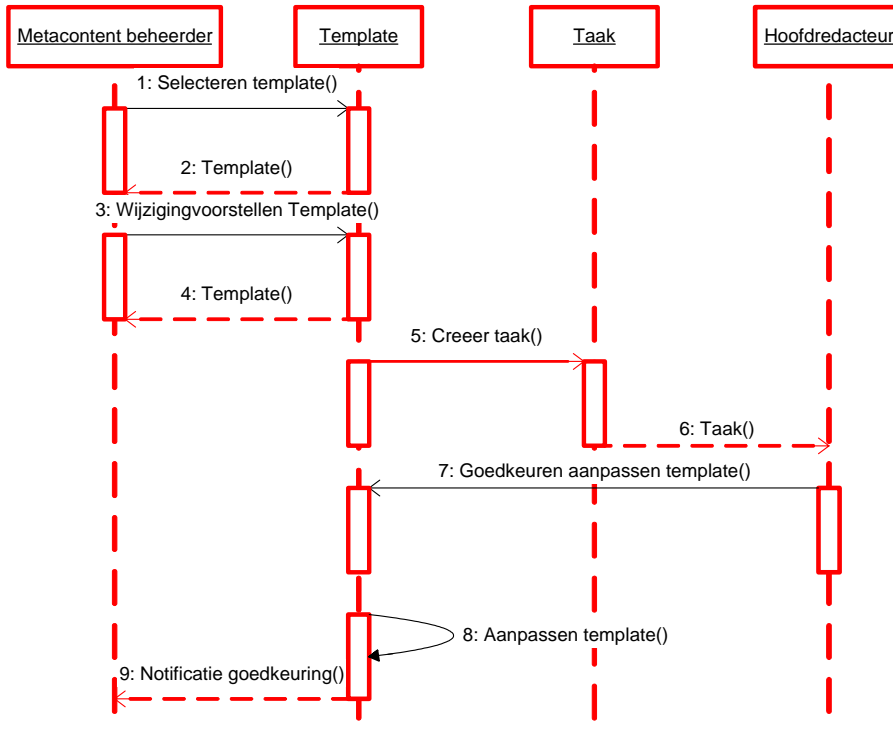 Metacontent beheerder
Template
Taak
Hoofdredacteur
1: Selecteren template()
2: Template()
3: Wijzigingvoorstellen Template()
4: Template()
5: Creeer taak()
6: Taak()
7: Goedkeuren aanpassen template()
8: Aanpassen template()
9: Notificatie goedkeuring()